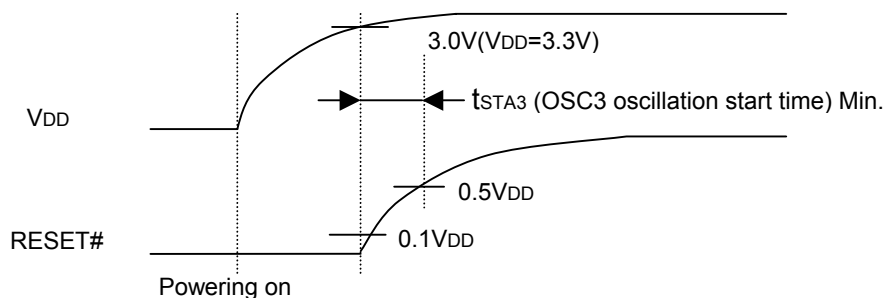 3.0V(VDD=3.3V)
tSTA3 (OSC3 oscillation start time) Min.
VDD
0.5VDD
RESET#
0.1VDD
Powering on